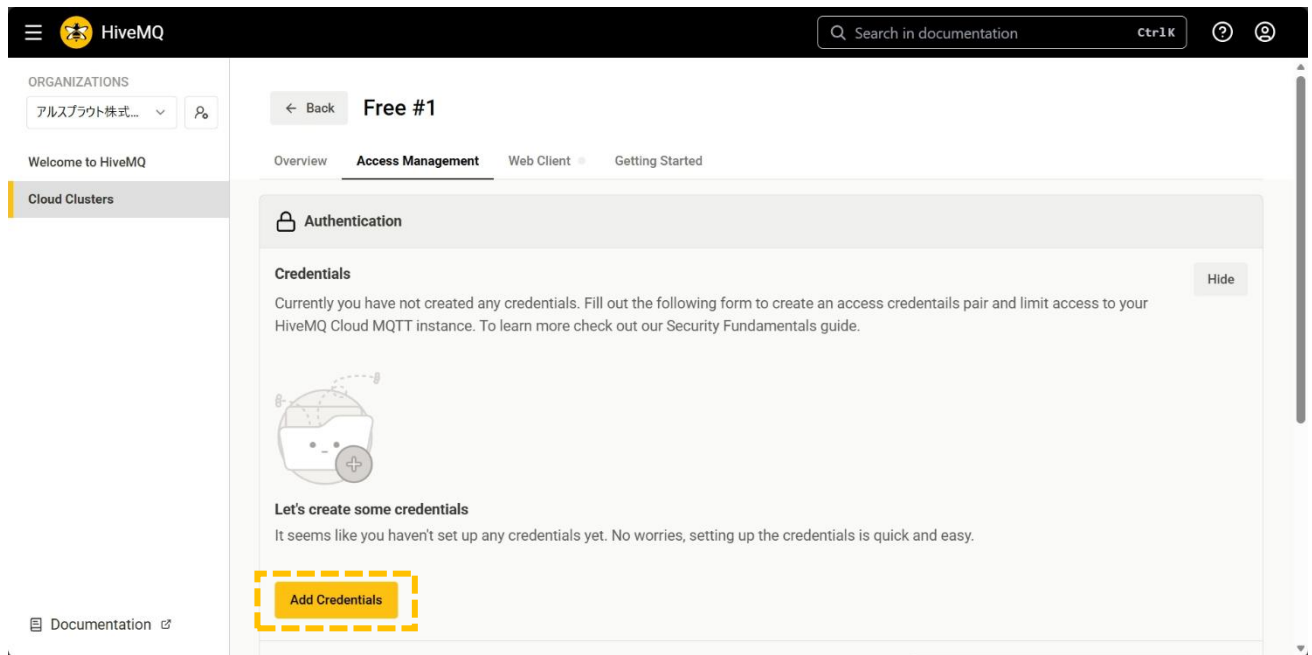 HiveMQ
Search in documentation
Ctrl K
ORGANIZATIONS
アルスプラウト株式...
Welcome to HiveMQ
Cloud Clusters
Documentation
← Back
Free #1
Overview
Access Management
Web Client
Getting Started
Authentication
Credentials
Hide
Currently you have not created any credentials. Fill out the following form to create an access credentails pair and limit access to your
HiveMQ Cloud MQTT instance. To learn more check out our Security Fundamentals guide.
Let's create some credentials
It seems like you haven't set up any credentials yet. No worries, setting up the credentials is quick and easy.
Add Credentials